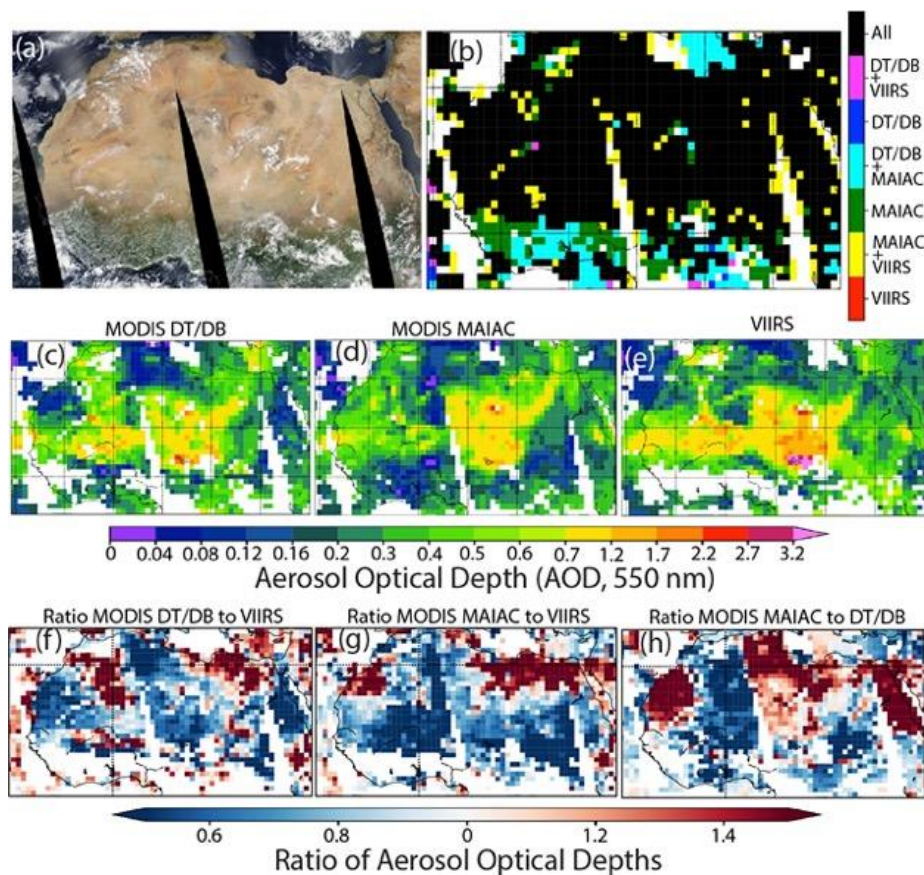 (a)
(b)
All
DT/DB
+
VIIRS
DT/DB
DT/DB
+
MAIAC
MAIAC
MAIAC
+
VIIRS
VIIRS
MODIS DT/DB
MODIS MAIAC
VIIRS
(c)
(d)
(e)
0 0.04 0.08 0.12 0.16 0.2 0.3 0.4 0.5 0.6 0.7 1.2 1.7 2.2 2.7 3.2
Aerosol Optical Depth (AOD, 550 nm)
Ratio MODIS DT/DB to VIIRS
Ratio MODIS MAIAC to VIIRS
Ratio MODIS MAIAC to DT/DB
(f)
(g)
(h)
0.6 0.8 0 1.2 1.4
Ratio of Aerosol Optical Depths